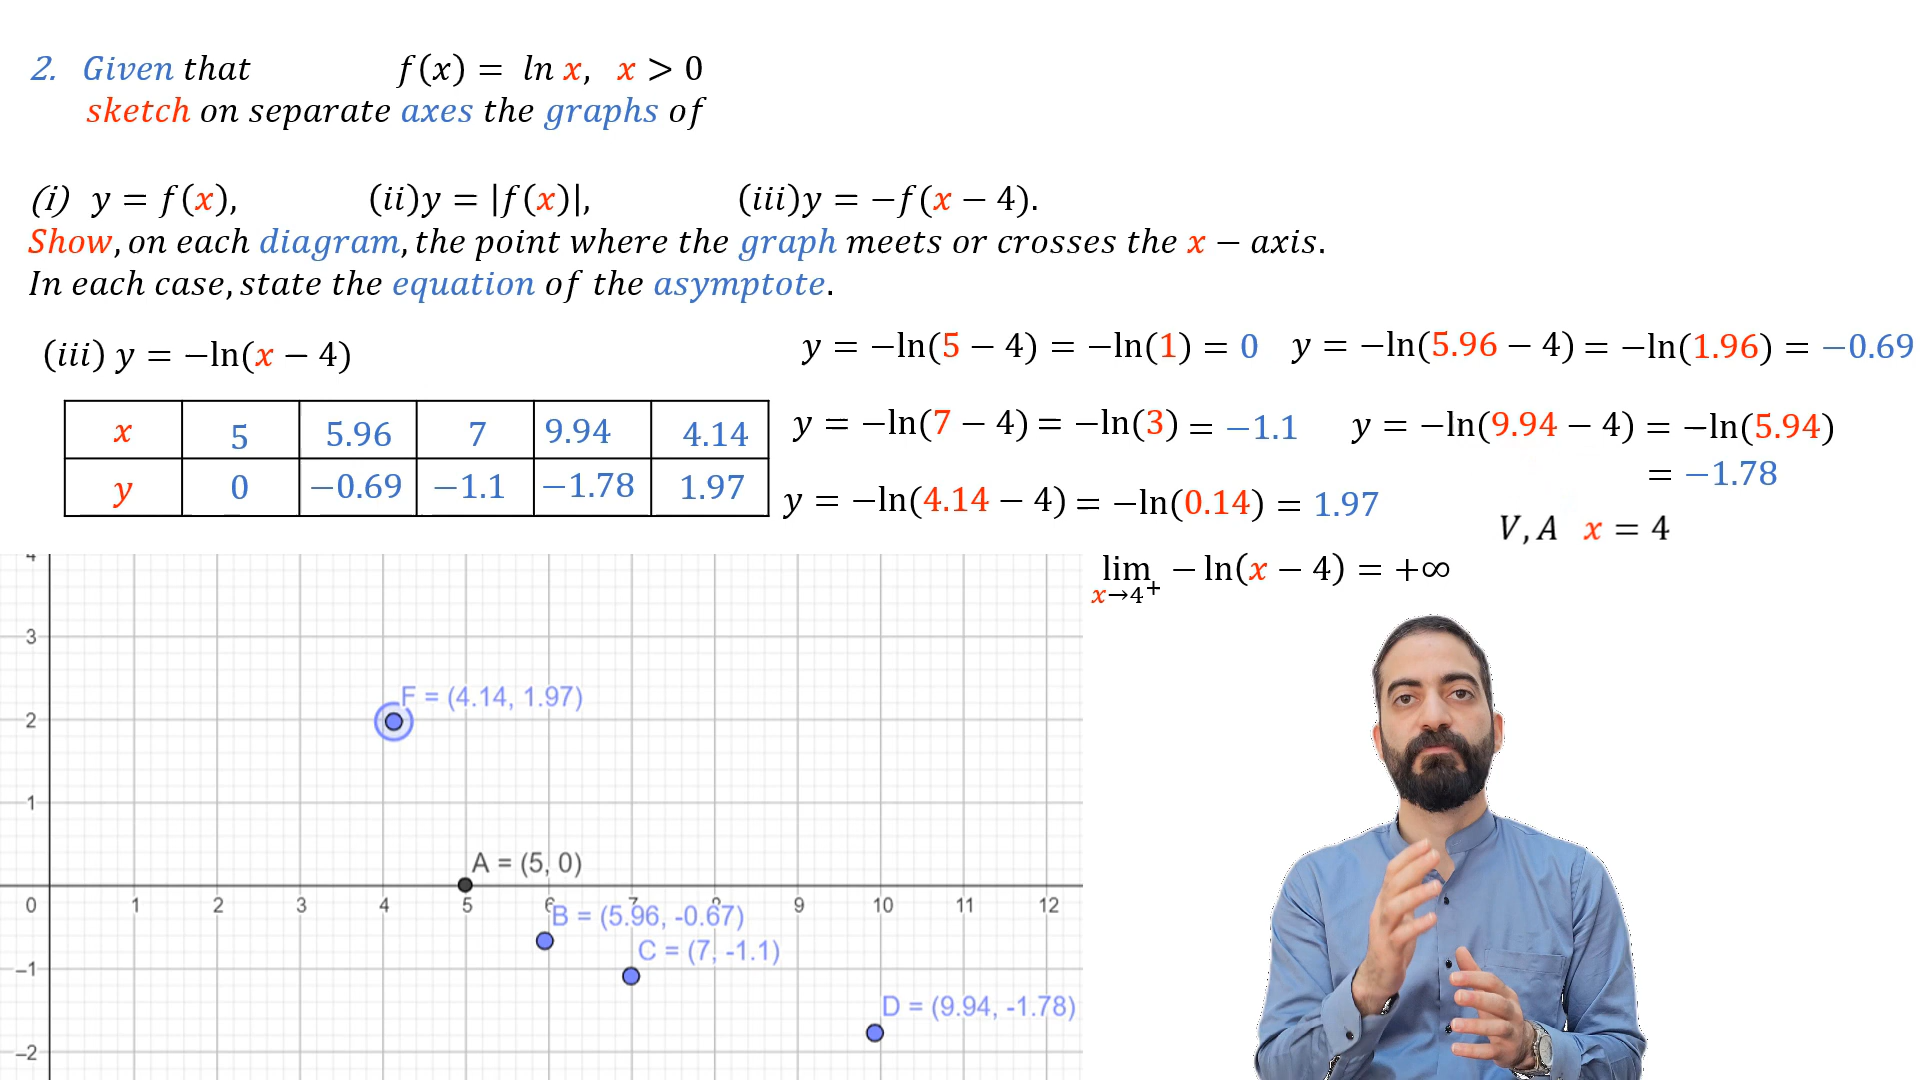 2. Given that f(x) = ln x, x > 0
sketch on separate axes the graphs of
(i) y = f(x), (ii)y = |f(x)|, (iii)y = −f(x − 4).
Show, on each diagram, the point where the graph meets or crosses the x − axis.
In each case, state the equation of the asymptote.
(iii) y = −ln(x − 4)
y = −ln(5 − 4) = −ln(1) = 0 y = −ln(5.96 − 4) = −ln(1.96) = −0.69
x 5 5.96 7 9.94 4.14
y 0 −0.69 −1.1 −1.78 1.97
y = −ln(7 − 4) = −ln(3) = −1.1 y = −ln(9.94 − 4) = −ln(5.94)
= −1.78
y = −ln(4.14 − 4) = −ln(0.14) = 1.97
V, A x = 4
lim − ln(x − 4) = +∞
x→4⁺
4
3
F = (4.14, 1.97)
2
1
A = (5, 0)
0 1 2 3 4 5 6 7 8 9 10 11 12
B = (5.96, -0.67)
C = (7, -1.1)
−1
D = (9.94, -1.78)
−2